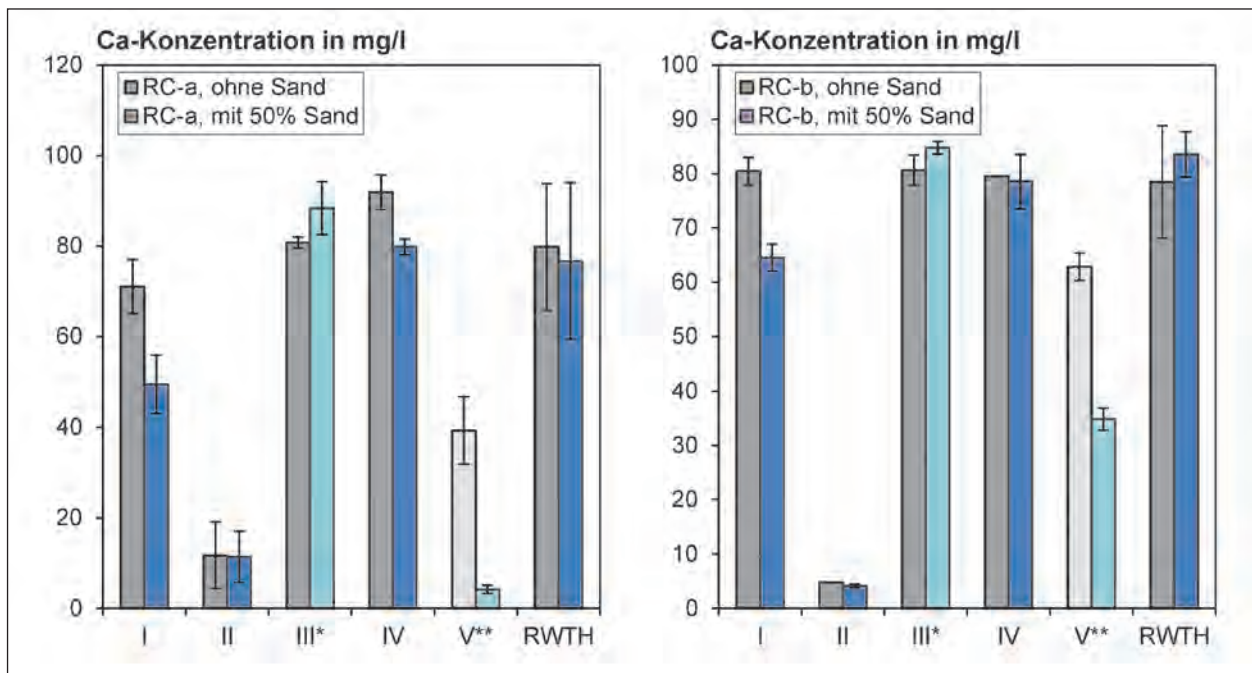 Ca-Konzentration in mg/l
120
RC-a, ohne Sand
RC-a, mit 50% Sand
100
80
60
40
20
0
I II III* IV V** RWTH
Ca-Konzentration in mg/l
100
RC-b, ohne Sand
RC-b, mit 50% Sand
90
80
70
60
50
40
30
20
10
0
I II III* IV V** RWTH